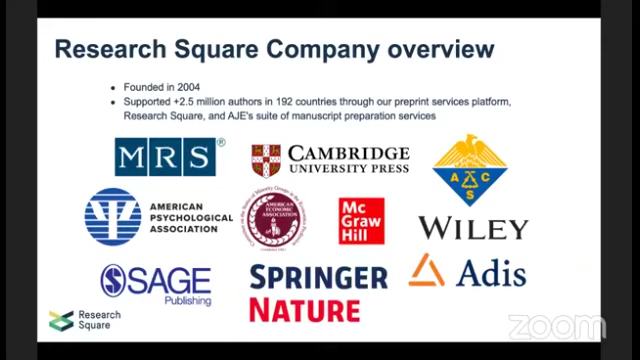 Research Square Company overview
Founded in 2004
Supported +2.5 million authors in 192 countries through our preprint services platform,
Research Square, and AJE's suite of manuscript preparation services
MRS®
CAMBRIDGE
UNIVERSITY PRESS
ACS
AMERICAN
PSYCHOLOGICAL
ASSOCIATION
AMERICAN
ECONOMIC
ASSOCIATION
Mc
Graw
Hill
WILEY
SAGE
Publishing
SPRINGER
NATURE
Adis
Research
Square
zoom